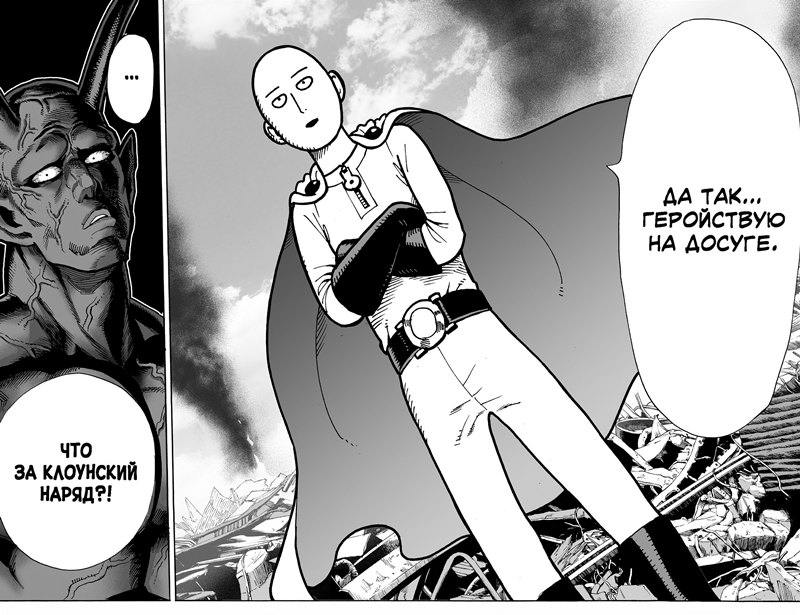 ДА ТАК...
ГЕРОЙСТВУЮ
НА ДОСУГЕ.
...
ЧТО
ЗА КЛОУНСКИЙ
НАРЯД?!